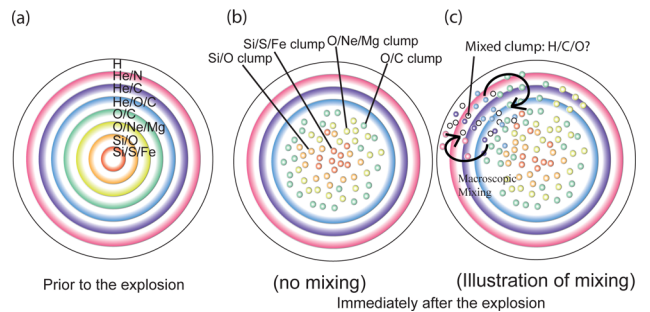 (a)
H
He/N
He/C
He/O/C
O/C
O/Ne/Mg
Si/O
Si/S/Fe
Prior to the explosion
(b)
O/Ne/Mg clump
Si/S/Fe clump
Si/O clump
O/C clump
(no mixing)
(c)
Mixed clump: H/C/O?
Macroscopic
Mixing
(Illustration of mixing)
Immediately after the explosion